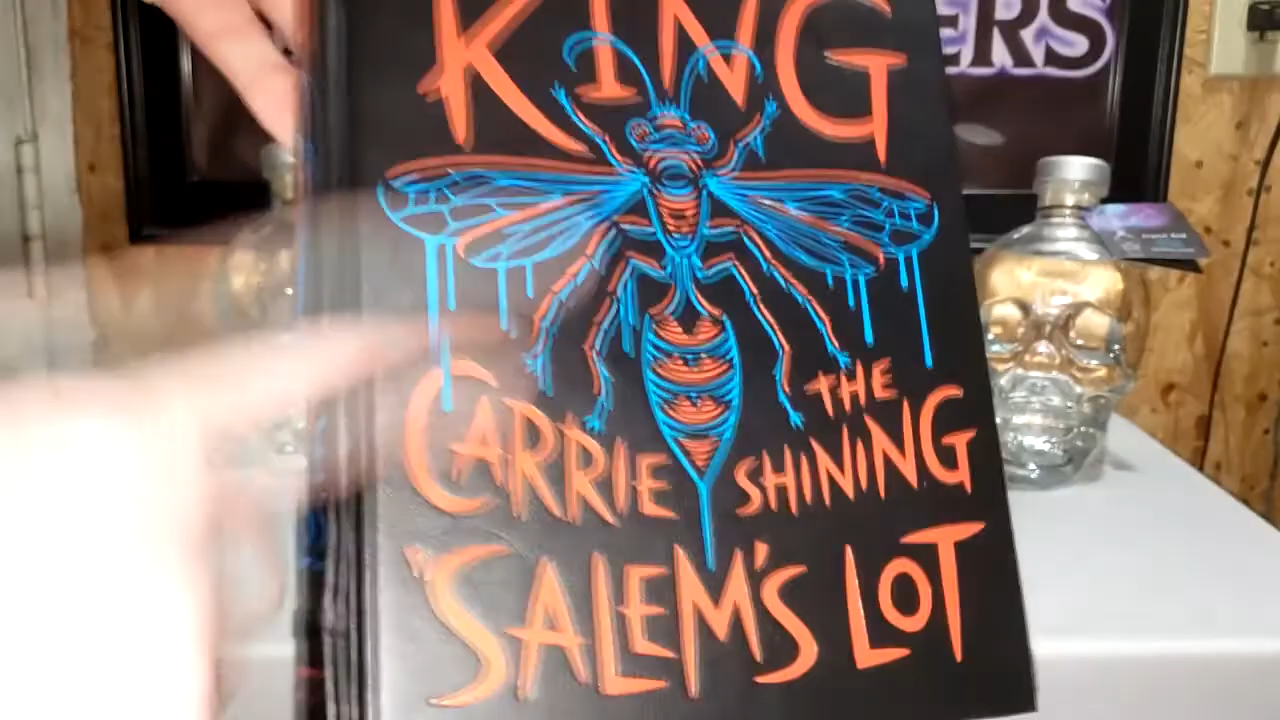 KING
ERS
CARRIE
THE
SHINING
'SALEM'S LOT